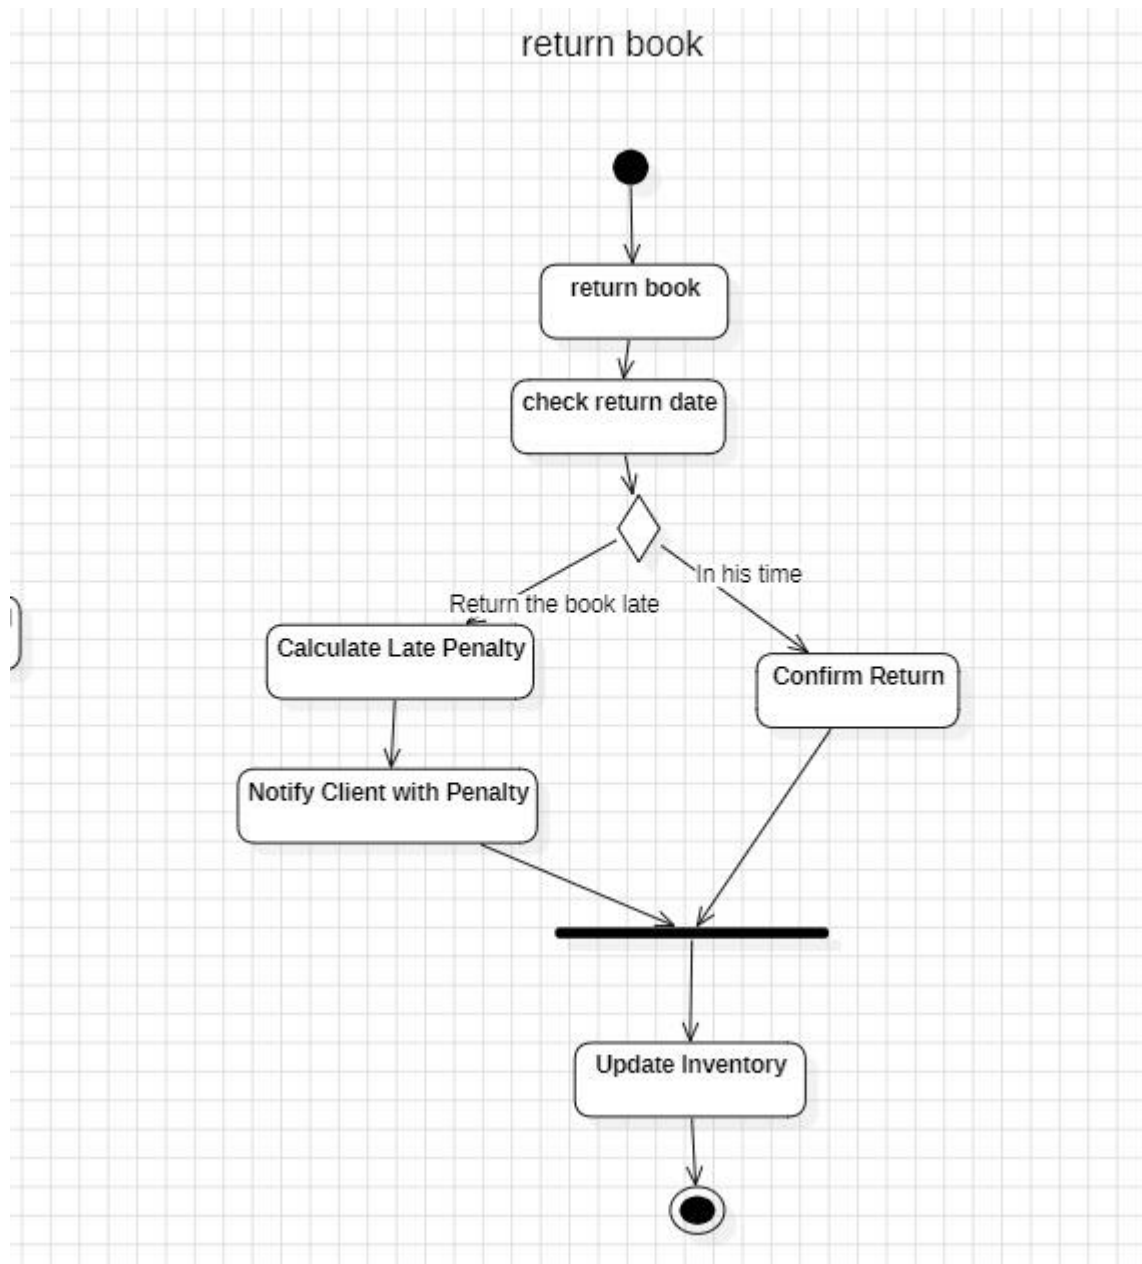 return book
return book
check return date
In his time
Return the book late
Calculate Late Penalty
Confirm Return
Notify Client with Penalty
Update Inventory